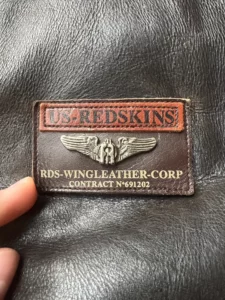 US-REDSKINS
RDS-WINGLEATHER-CORP
CONTRACT N°691202